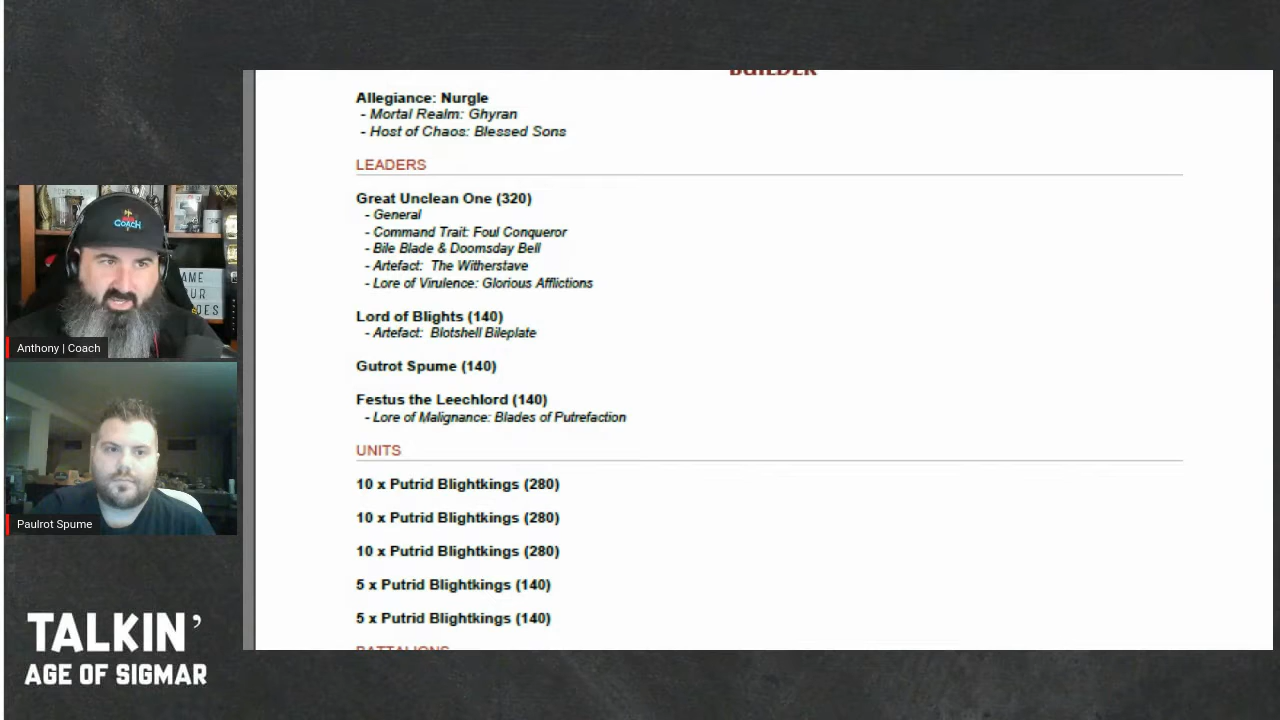 BUILDER
Allegiance: Nurgle
- Mortal Realm: Ghyran
- Host of Chaos: Blessed Sons
LEADERS
Great Unclean One (320)
- General
- Command Trait: Foul Conqueror
- Bile Blade & Doomsday Bell
- Artefact: The Witherstave
- Lore of Virulence: Glorious Afflictions
Lord of Blights (140)
- Artefact: Blotshell Bileplate
Gutrot Spume (140)
Festus the Leechlord (140)
- Lore of Malignance: Blades of Putrefaction
UNITS
10 x Putrid Blightkings (280)
10 x Putrid Blightkings (280)
10 x Putrid Blightkings (280)
5 x Putrid Blightkings (140)
5 x Putrid Blightkings (140)
BATTALIONS
COACH
Anthony | Coach
Paulrot Spume
TALKIN'
AGE OF SIGMAR